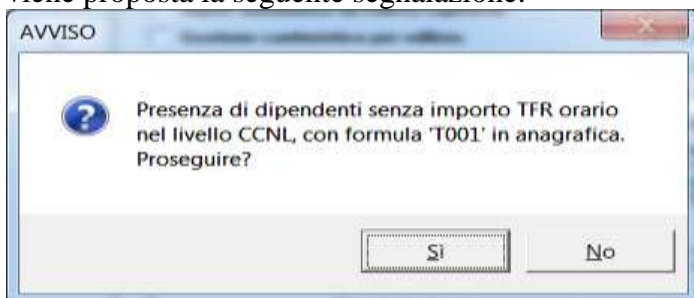 viene proposta la seguente segnalazione:
AVVISO
Presenza di dipendenti senza importo TFR orario
nel livello CCNL, con formula 'T001' in anagrafica.
Proseguire?
Sì
No